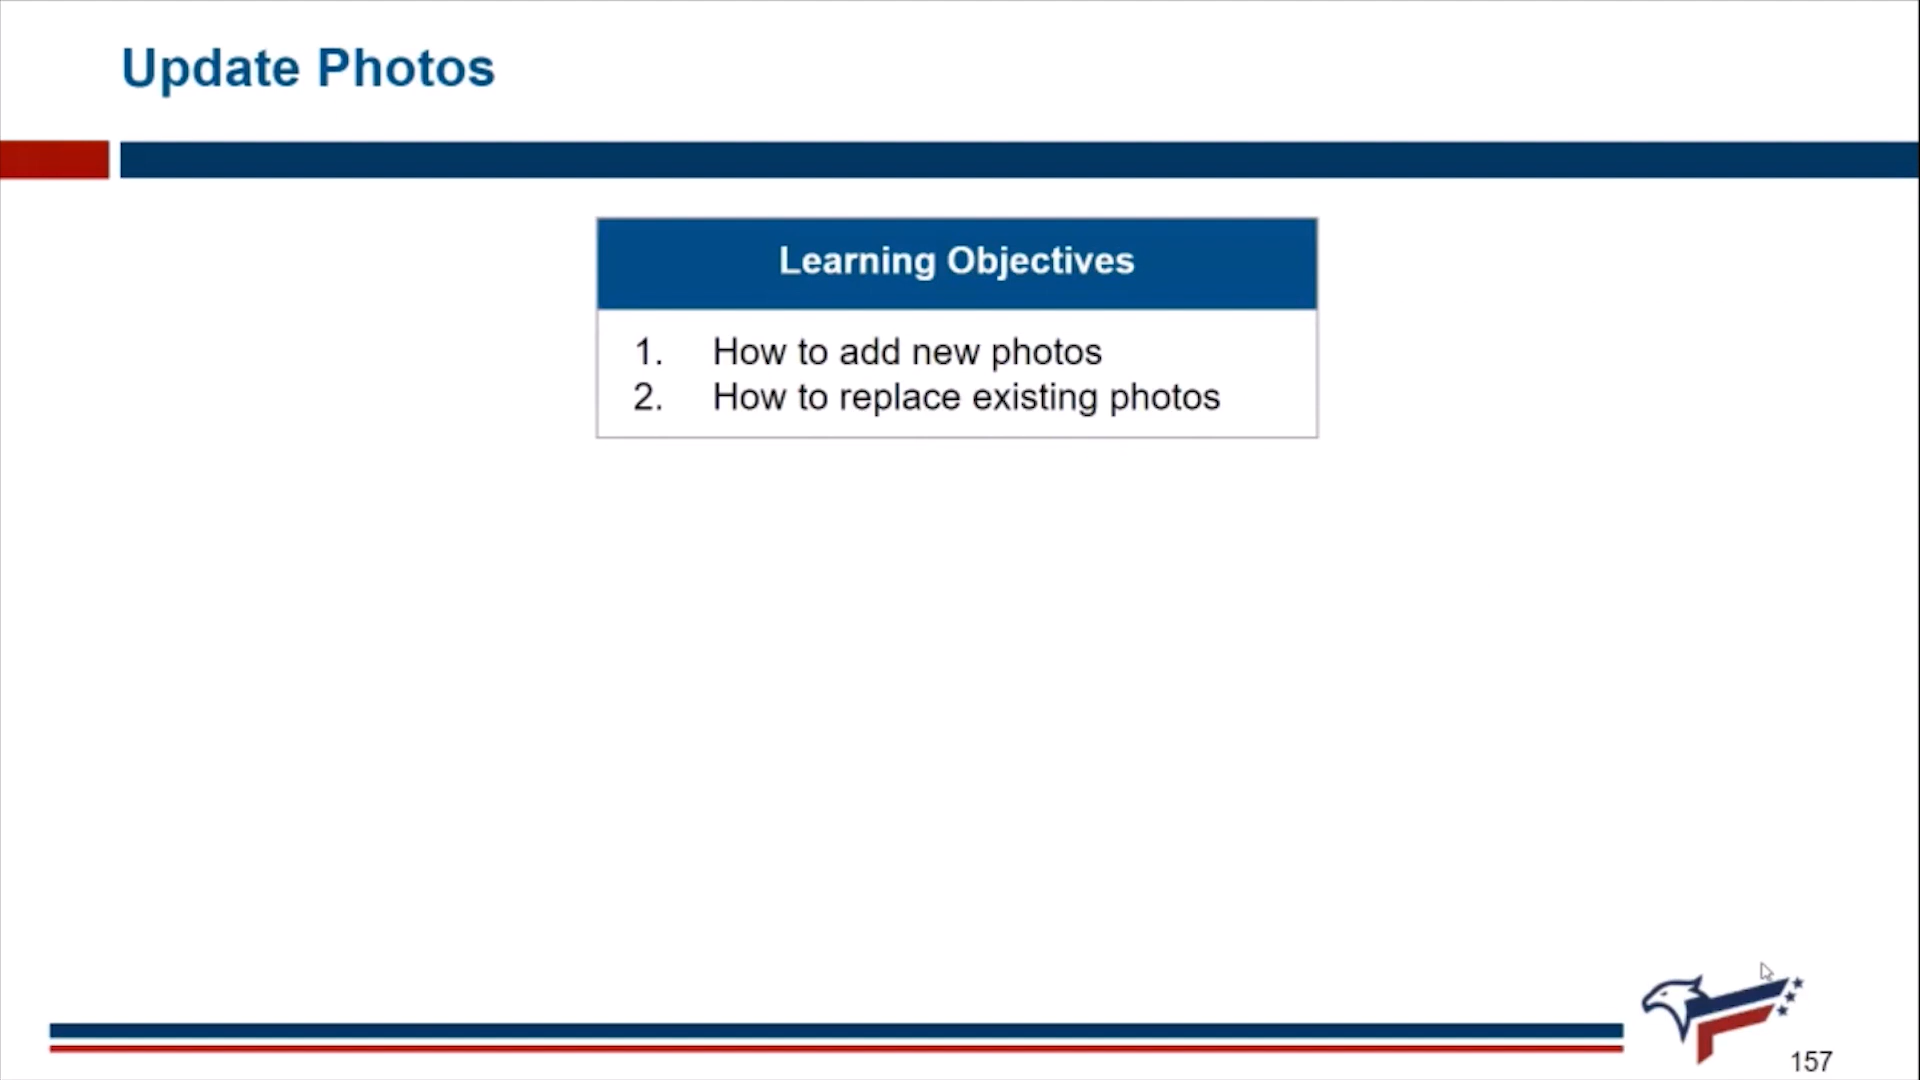 Update Photos
Learning Objectives
1. How to add new photos
2. How to replace existing photos
157